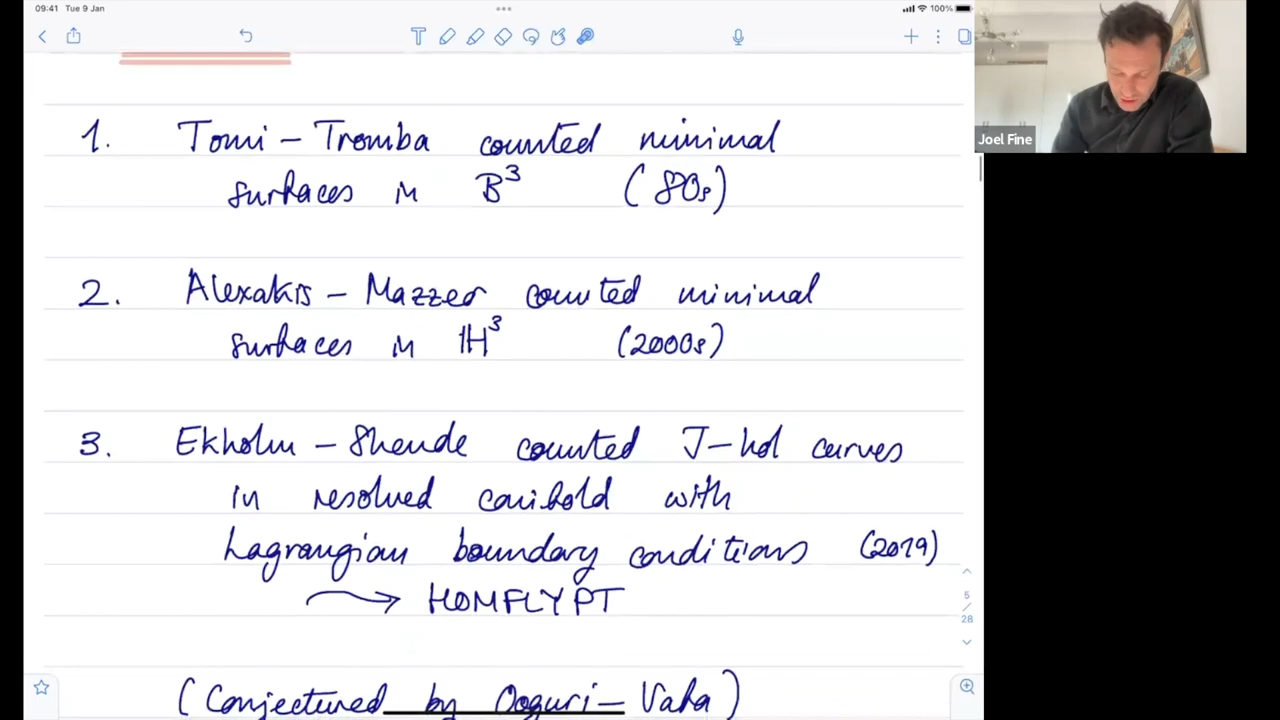 09:41 Tue 9 Jan
100%
Joel Fine
1. Tomi - Tromba counted minimal
surfaces in B³ (80s)
2. Alexakis - Mazzeo counted minimal
surfaces in ℍ³ (2000s)
3. Ekholm - Shende counted J-hol curves
in resolved conifold with
Lagrangian boundary conditions (2019)
→ HOMFLYPT
(Conjectured by Ooguri - Vafa)
5
/
28